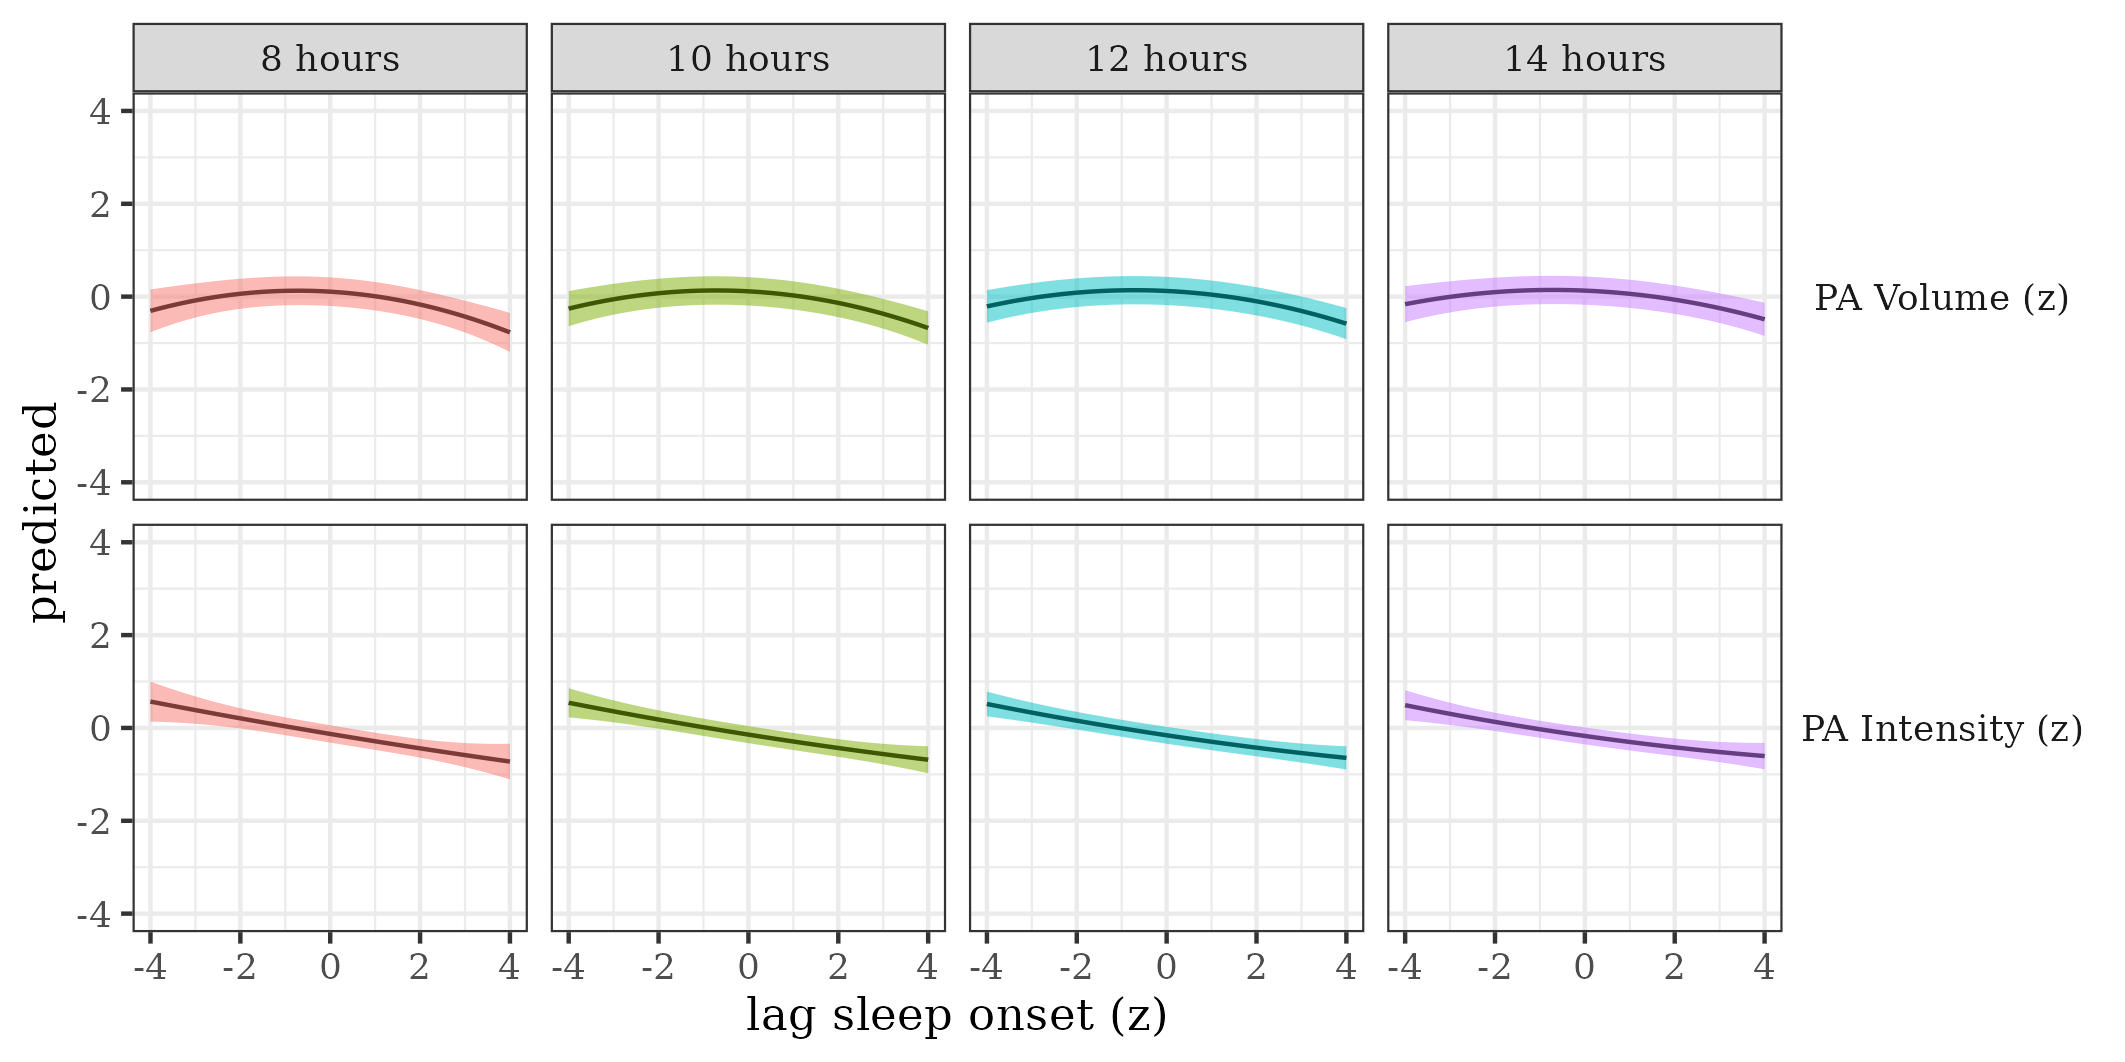 8 hours 10 hours 12 hours 14 hours
4
2
0
-2
-4
PA Volume (z)
predicted
4
2
0
-2
-4
PA Intensity (z)
-4 -2 0 2 4 -4 -2 0 2 4 -4 -2 0 2 4 -4 -2 0 2 4
lag sleep onset (z)